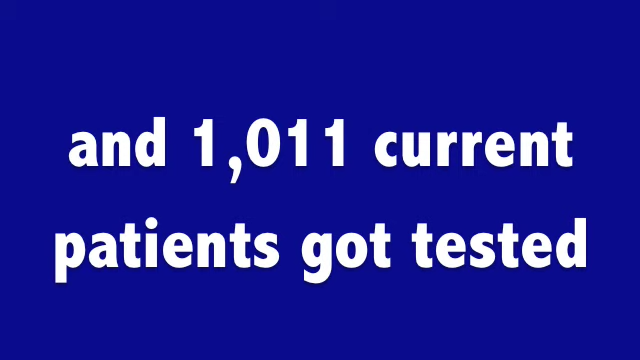 and 1,011 current
patients got tested